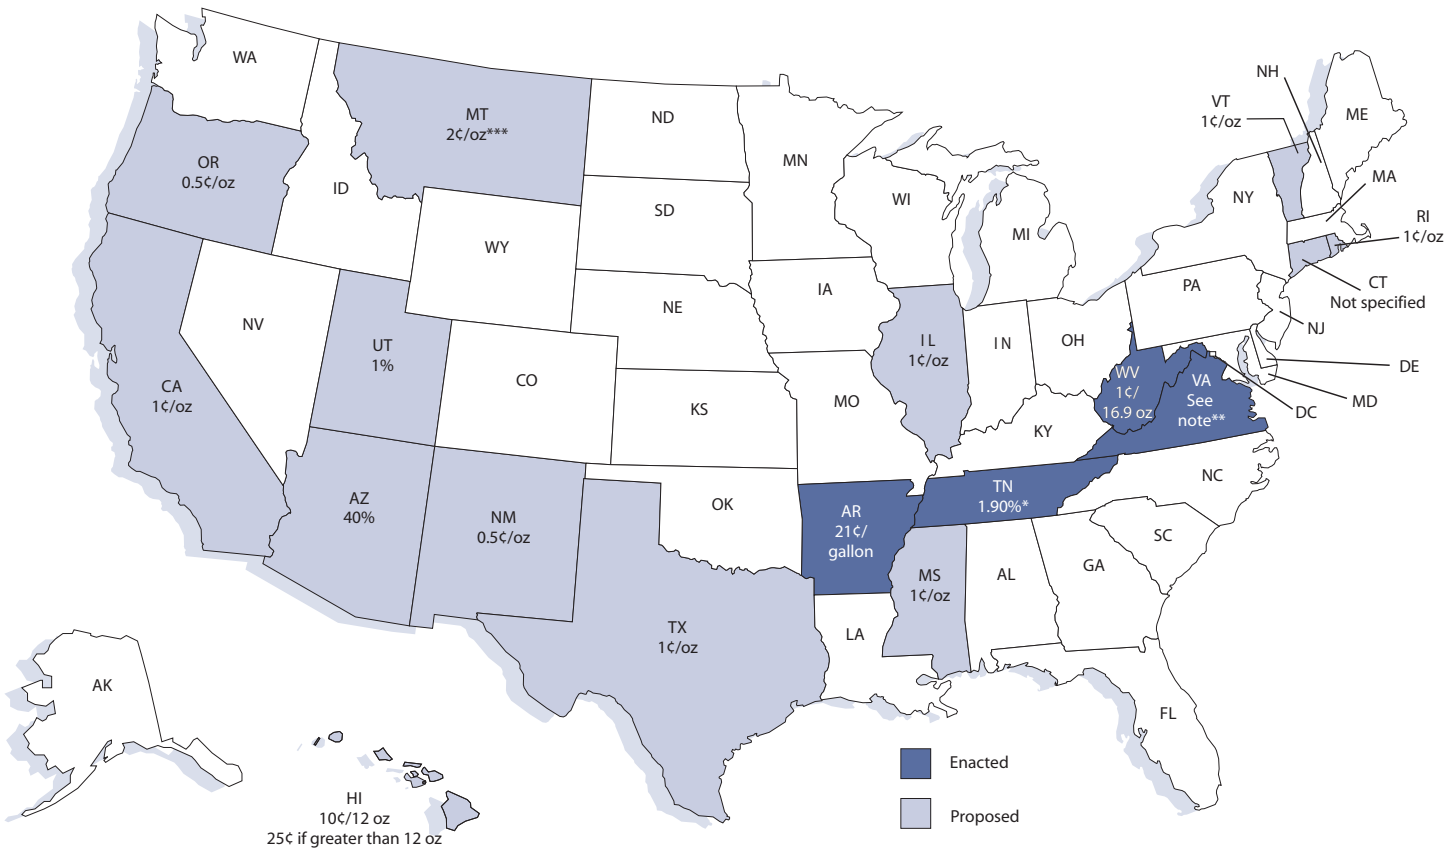 WA
MT
2¢/oz***
ND
MN
OR
0.5¢/oz
ID
SD
WI
MI
WY
NE
IA
NV
UT
1%
CO
KS
MO
IL
1¢/oz
IN
OH
CA
1¢/oz
KY
WV
1¢/
16.9 oz
VA
See
note**
AZ
40%
NM
0.5¢/oz
OK
AR
21¢/
gallon
TN
1.90%*
NC
SC
MS
1¢/oz
AL
GA
TX
1¢/oz
LA
FL
AK
HI
10¢/12 oz
25¢ if greater than 12 oz
NH
VT
1¢/oz
ME
MA
NY
RI
1¢/oz
CT
Not specified
PA
NJ
DE
MD
DC
Enacted
Proposed